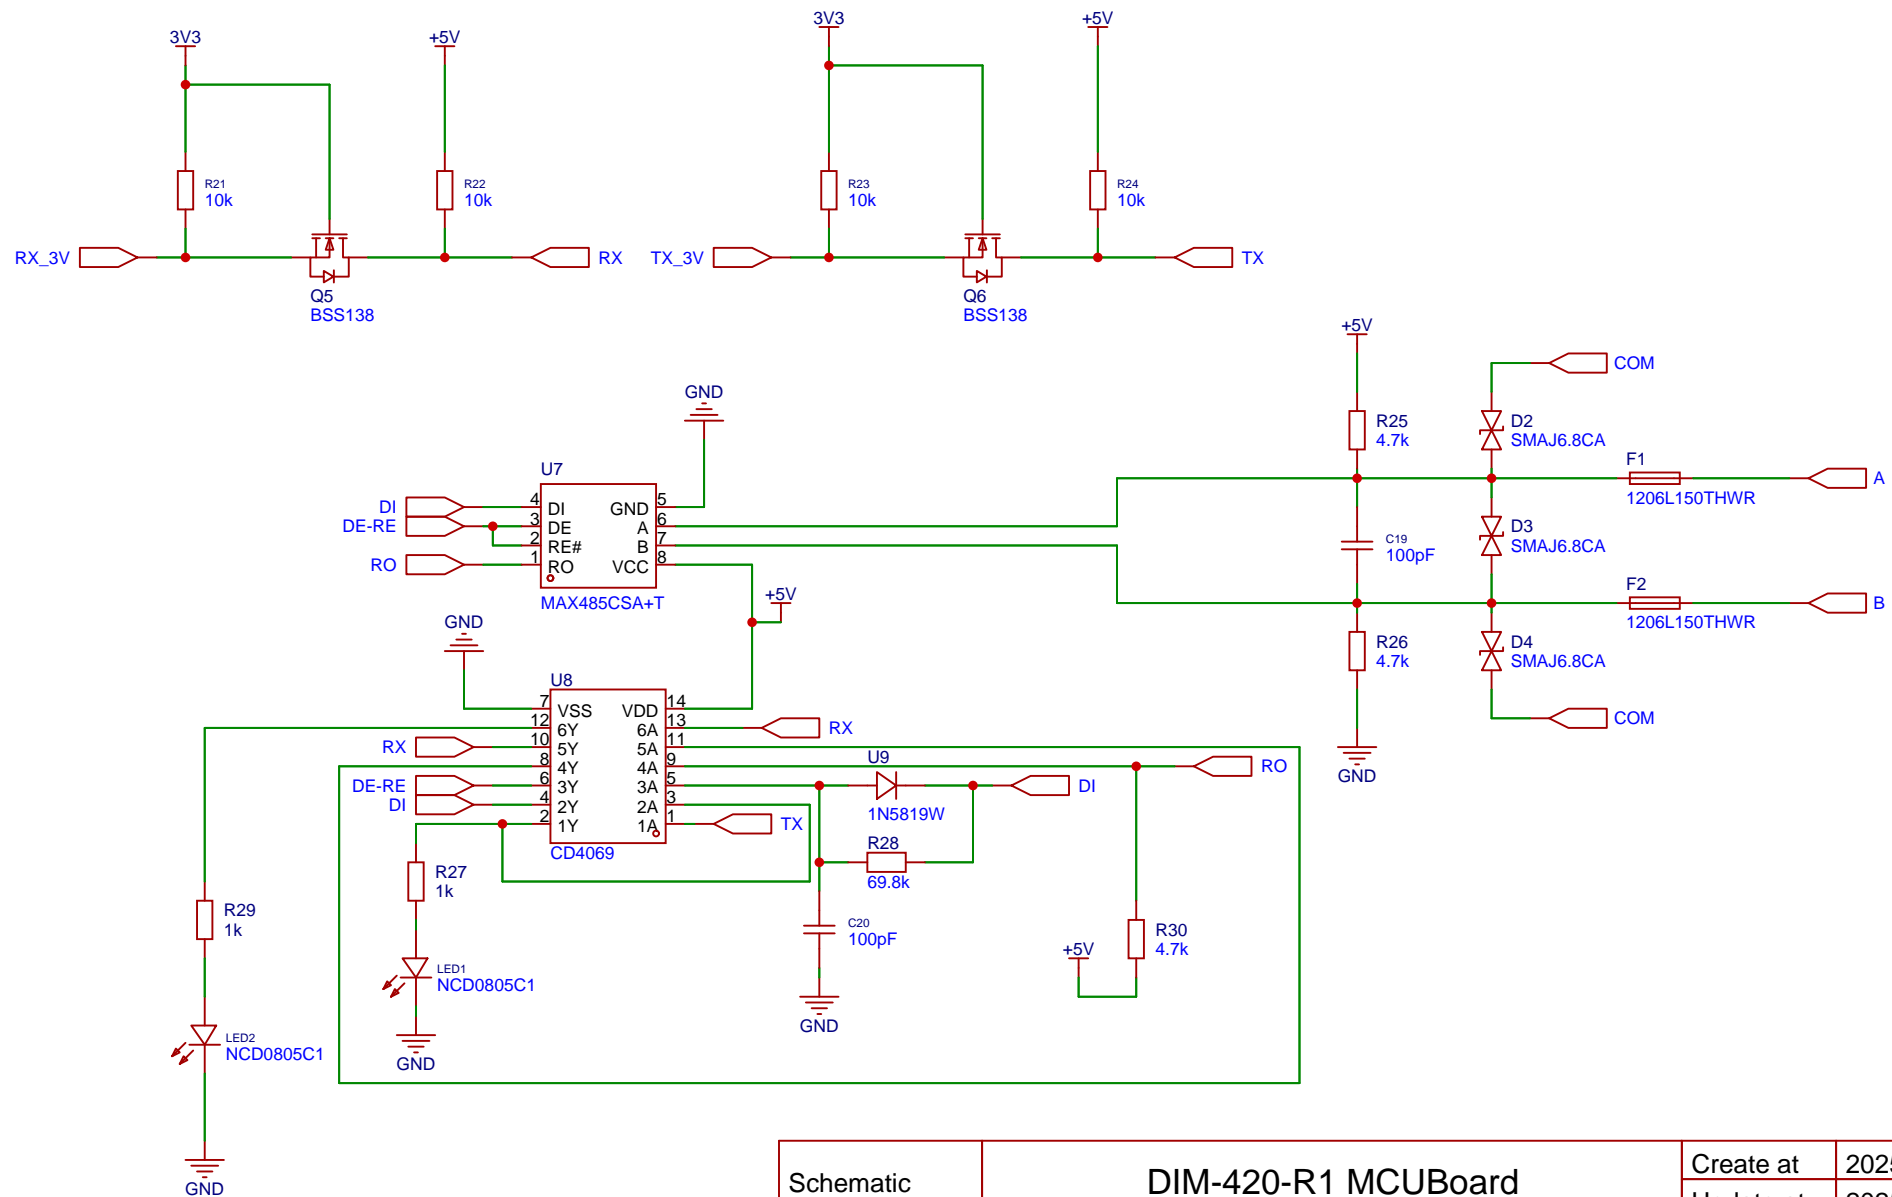 3V3
+5V
3V3
+5V
R21
10k
R22
10k
R23
10k
R24
10k
RX_3V
RX
TX_3V
TX
Q5
BSS138
Q6
BSS138
+5V
COM
GND
R25
4.7k
D2
SMAJ6.8CA
F1
1206L150THWR
A
U7
DI
DE-RE
RO
4
3
2
1
DI
DE
RE#
RO
GND
A
B
VCC
5
6
7
8
MAX485CSA+T
C19
100pF
D3
SMAJ6.8CA
F2
1206L150THWR
B
+5V
GND
R26
4.7k
D4
SMAJ6.8CA
COM
GND
U8
7
12
10
8
6
4
2
VSS
6Y
5Y
4Y
3Y
2Y
1Y
VDD
6A
5A
4A
3A
2A
1A
14
13
11
9
5
3
1
CD4069
RX
DE-RE
DI
RX
RO
U9
1N5819W
DI
TX
R28
69.8k
R27
1k
R29
1k
C20
100pF
R30
4.7k
+5V
LED1
NCD0805C1
GND
GND
LED2
NCD0805C1
GND
Schematic
DIM-420-R1 MCUBoard
Create at